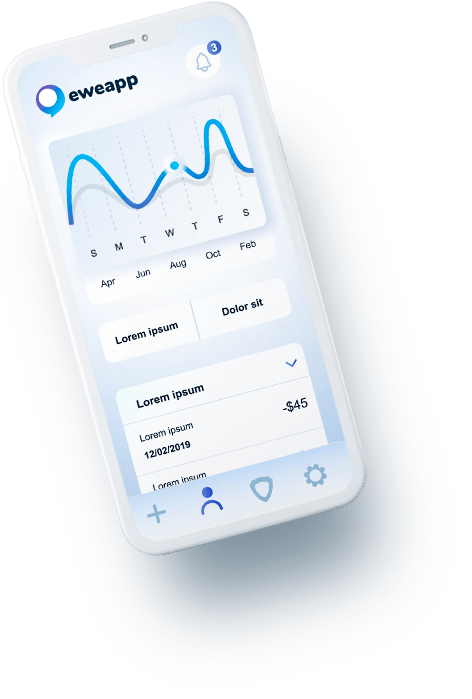 eweapp
3
S M T W T F S
Apr Jun Aug Oct Feb
Lorem ipsum
Dolor sit
Lorem ipsum
Lorem ipsum
-$45
12/02/2019
Lorem ipsum